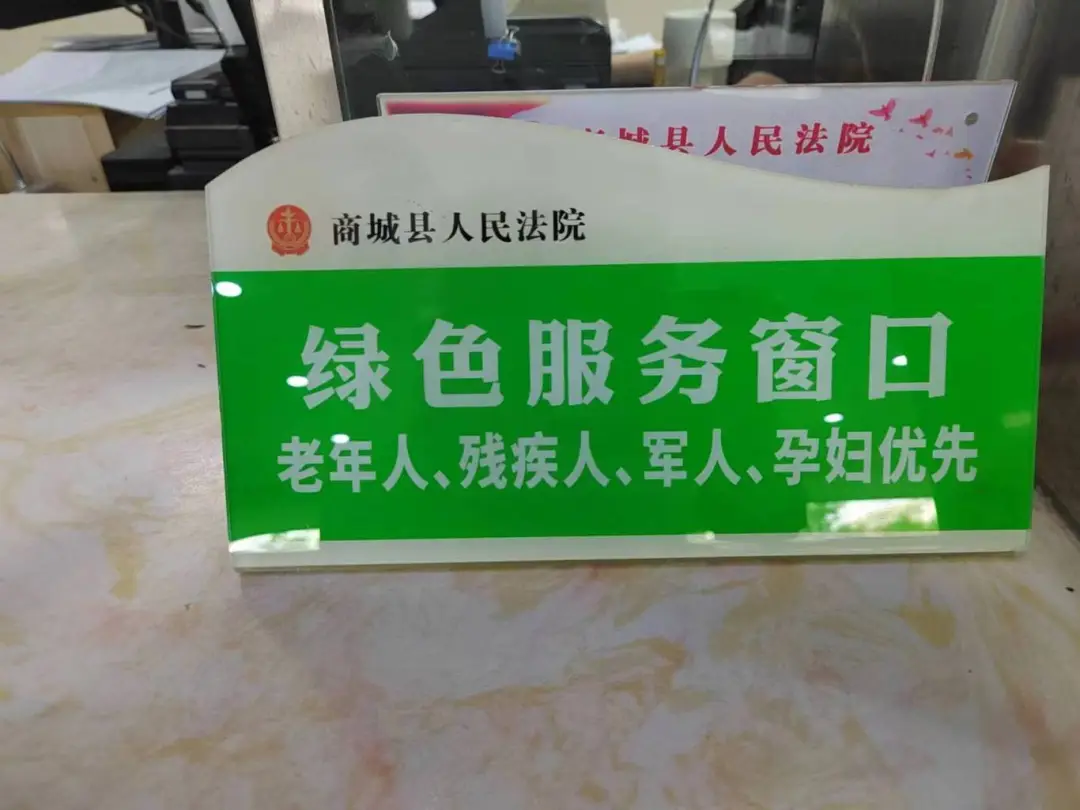 城县人民法院
商城县人民法院
绿色服务窗口
老年人、残疾人、军人、孕妇优先